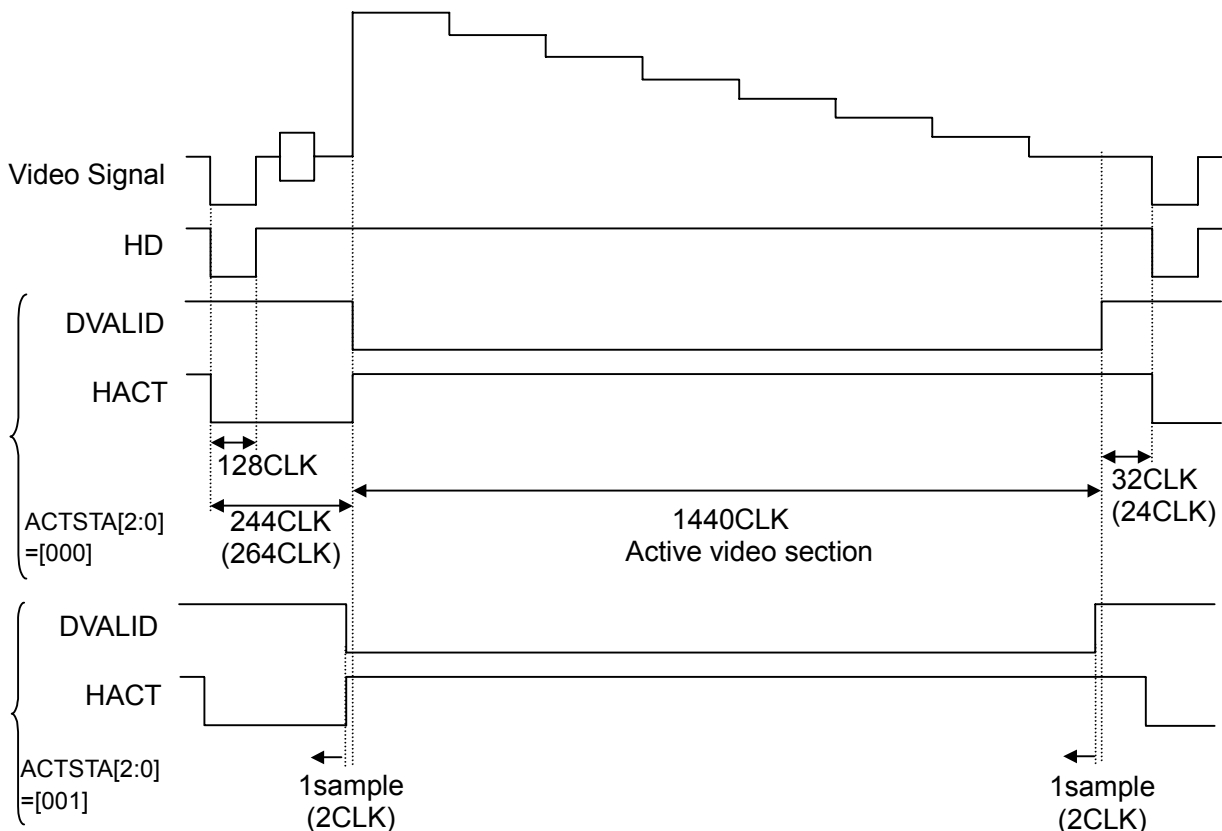 Video Signal
HD
DVALID
HACT
128CLK
32CLK
(24CLK)
ACTSTA[2:0]
=[000]
244CLK
(264CLK)
1440CLK
Active video section
DVALID
HACT
ACTSTA[2:0]
=[001]
1sample
(2CLK)
1sample
(2CLK)